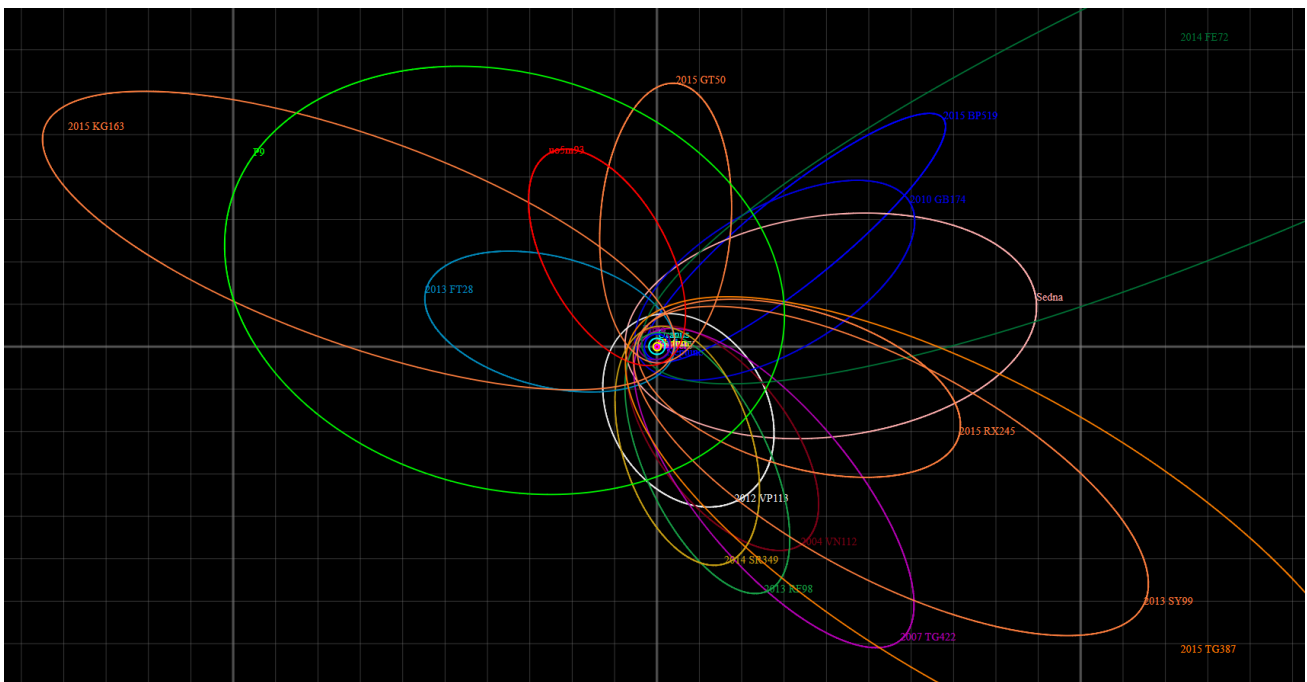 2014 FE72
2015 GT50
2015 BP519
2015 KG163
uo5m93
P9
2010 GB174
2013 FT28
Sedna
Uranus
2015 RX245
2012 VP113
2004 VN112
2014 SR349
2013 RF98
2013 SY99
2007 TG422
2015 TG387